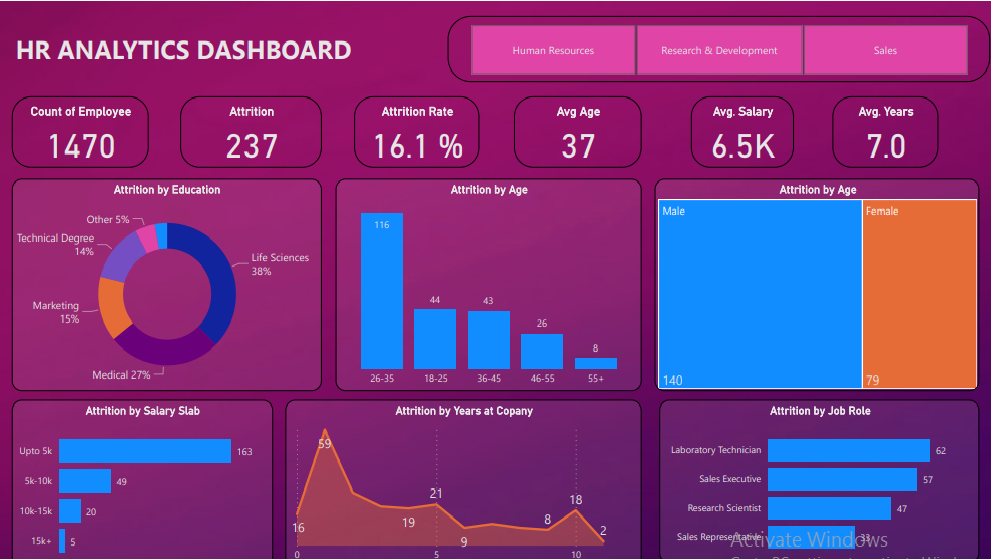 HR ANALYTICS DASHBOARD
Human Resources
Research & Development
Sales
Count of Employee
1470
Attrition
237
Attrition Rate
16.1 %
Avg Age
37
Avg. Salary
6.5K
Avg. Years
7.0
Attrition by Education
Other 5%
Technical Degree
14%
Life Sciences
38%
Marketing
15%
Medical 27%
Attrition by Age
116
44
43
26
8
26-35
18-25
36-45
46-55
55+
Attrition by Age
Male
Female
140
79
Attrition by Salary Slab
Upto 5k
163
5k-10k
49
10k-15k
20
15k+
5
Attrition by Years at Copany
59
16
19
21
9
8
18
2
0
5
10
Attrition by Job Role
Laboratory Technician
62
Sales Executive
57
Research Scientist
47
Sales Representative
33
Activate Windows